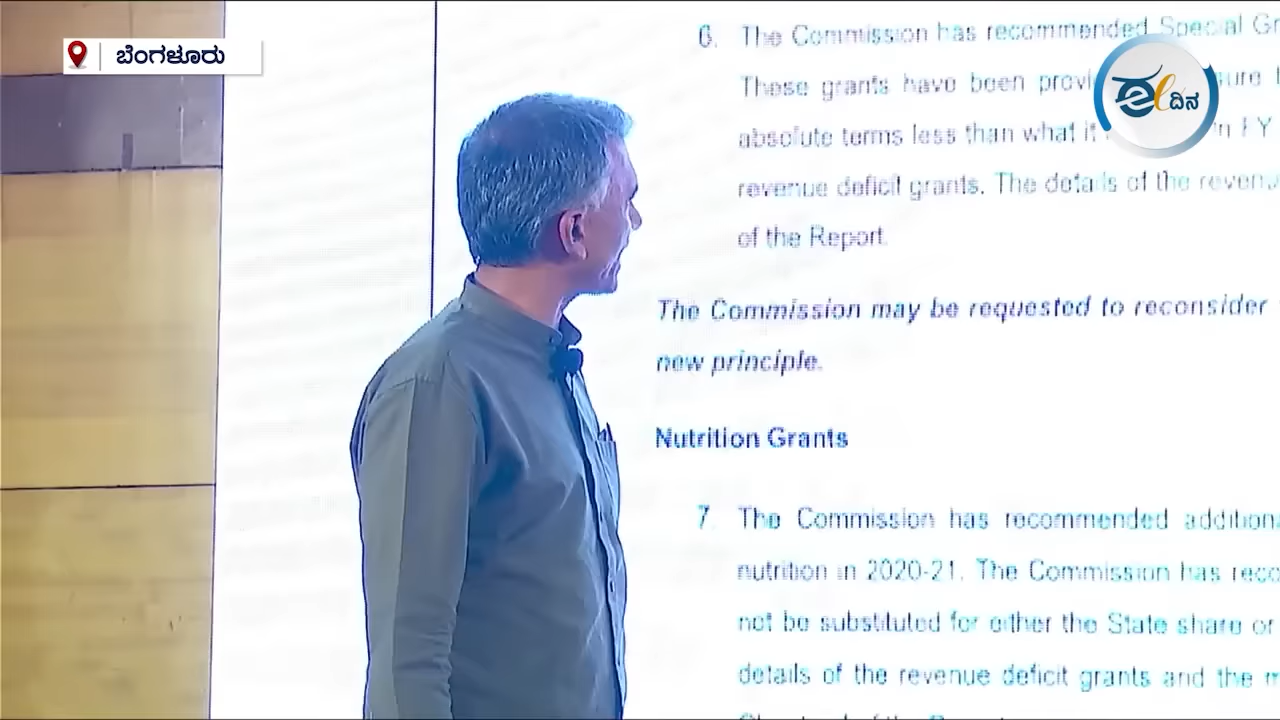 ಬೆಂಗಳೂರು
eದಿನ
6. The Commission has recommended Special
These grants have been
absolute terms less than what it FY
revenue deficit grants. The details of the
of the Report.
The Commission may be requested to reconsider
new principle.
Nutrition Grants
7. The Commission has recommended
nutrition in 2020-21. The Commission has
not be substituted for either the State share or
details of the revenue deficit grants and the